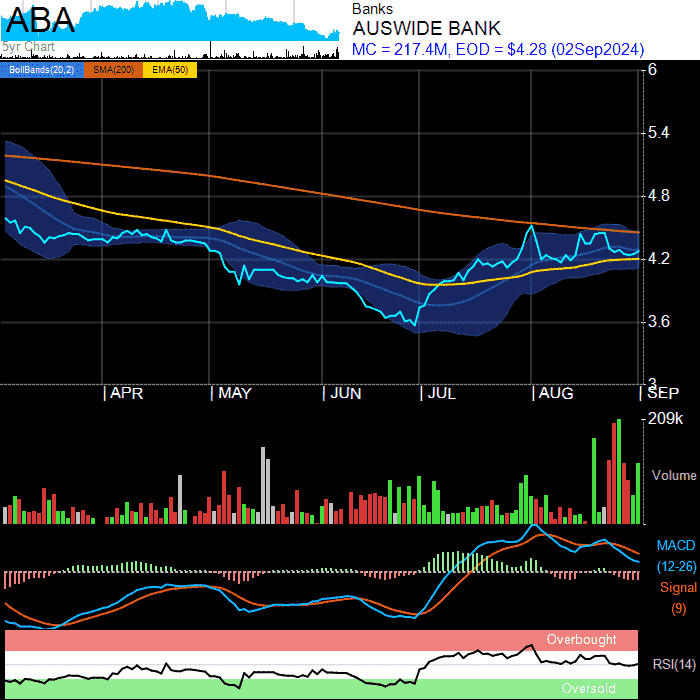 ABA
5yr Chart
Banks
AUSWIDE BANK
MC = 217.4M, EOD = $4.28 (02Sep2024)
BollBands(20,2) SMA(200) EMA(50)
6
5.4
4.8
4.2
3.6
3
APR MAY JUN JUL AUG SEP
209k
Volume
MACD
(12-26)
Signal
(9)
Overbought
RSI(14)
Oversold